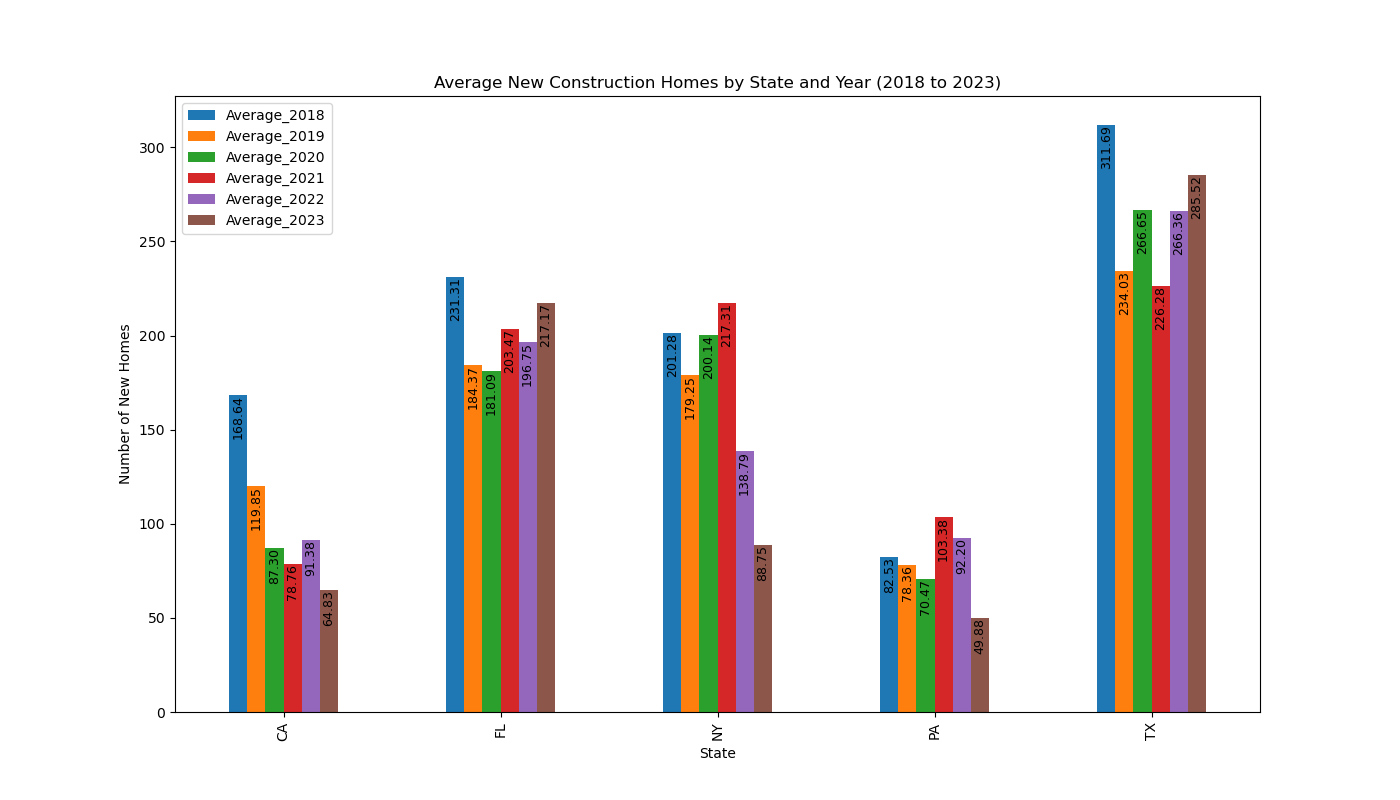 Average New Construction Homes by State and Year (2018 to 2023)
Average_2018
Average_2019
Average_2020
Average_2021
Average_2022
Average_2023
Number of New Homes
300
250
200
150
100
50
0
168.64
119.85
87.30
78.76
91.38
64.83
231.31
184.37
181.09
203.47
196.75
217.17
201.28
179.25
200.14
217.31
138.79
88.75
82.53
78.36
70.47
103.38
92.20
49.88
311.69
234.03
266.65
226.28
266.36
285.52
CA
FL
NY
PA
TX
State